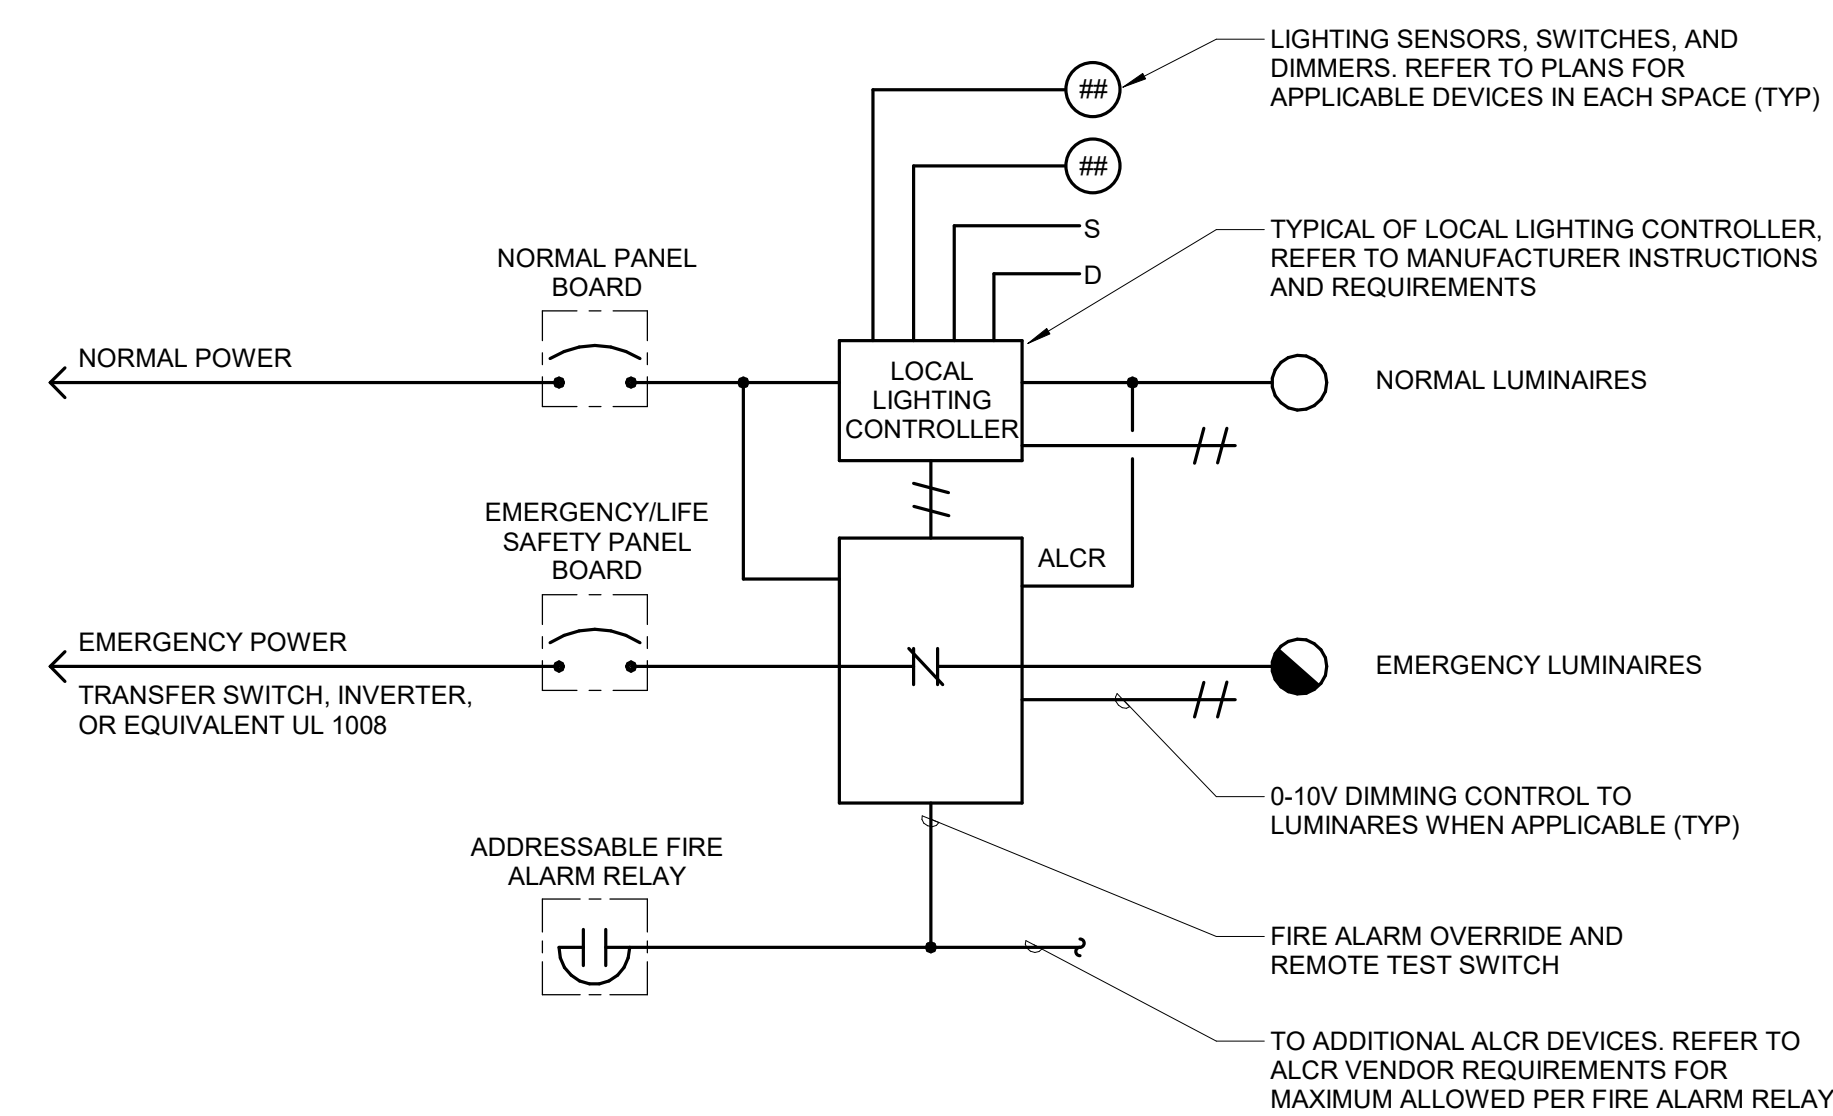 LIGHTING SENSORS, SWITCHES, AND
DIMMERS. REFER TO PLANS FOR
APPLICABLE DEVICES IN EACH SPACE (TYP)
##
##
S
D
TYPICAL OF LOCAL LIGHTING CONTROLLER,
REFER TO MANUFACTURER INSTRUCTIONS
AND REQUIREMENTS
NORMAL PANEL
BOARD
NORMAL POWER
LOCAL
LIGHTING
CONTROLLER
NORMAL LUMINAIRES
EMERGENCY/LIFE
SAFETY PANEL
BOARD
ALCR
EMERGENCY POWER
TRANSFER SWITCH, INVERTER,
OR EQUIVALENT UL 1008
EMERGENCY LUMINAIRES
0-10V DIMMING CONTROL TO
LUMINARES WHEN APPLICABLE (TYP)
ADDRESSABLE FIRE
ALARM RELAY
FIRE ALARM OVERRIDE AND
REMOTE TEST SWITCH
TO ADDITIONAL ALCR DEVICES. REFER TO
ALCR VENDOR REQUIREMENTS FOR
MAXIMUM ALLOWED PER FIRE ALARM RELAY